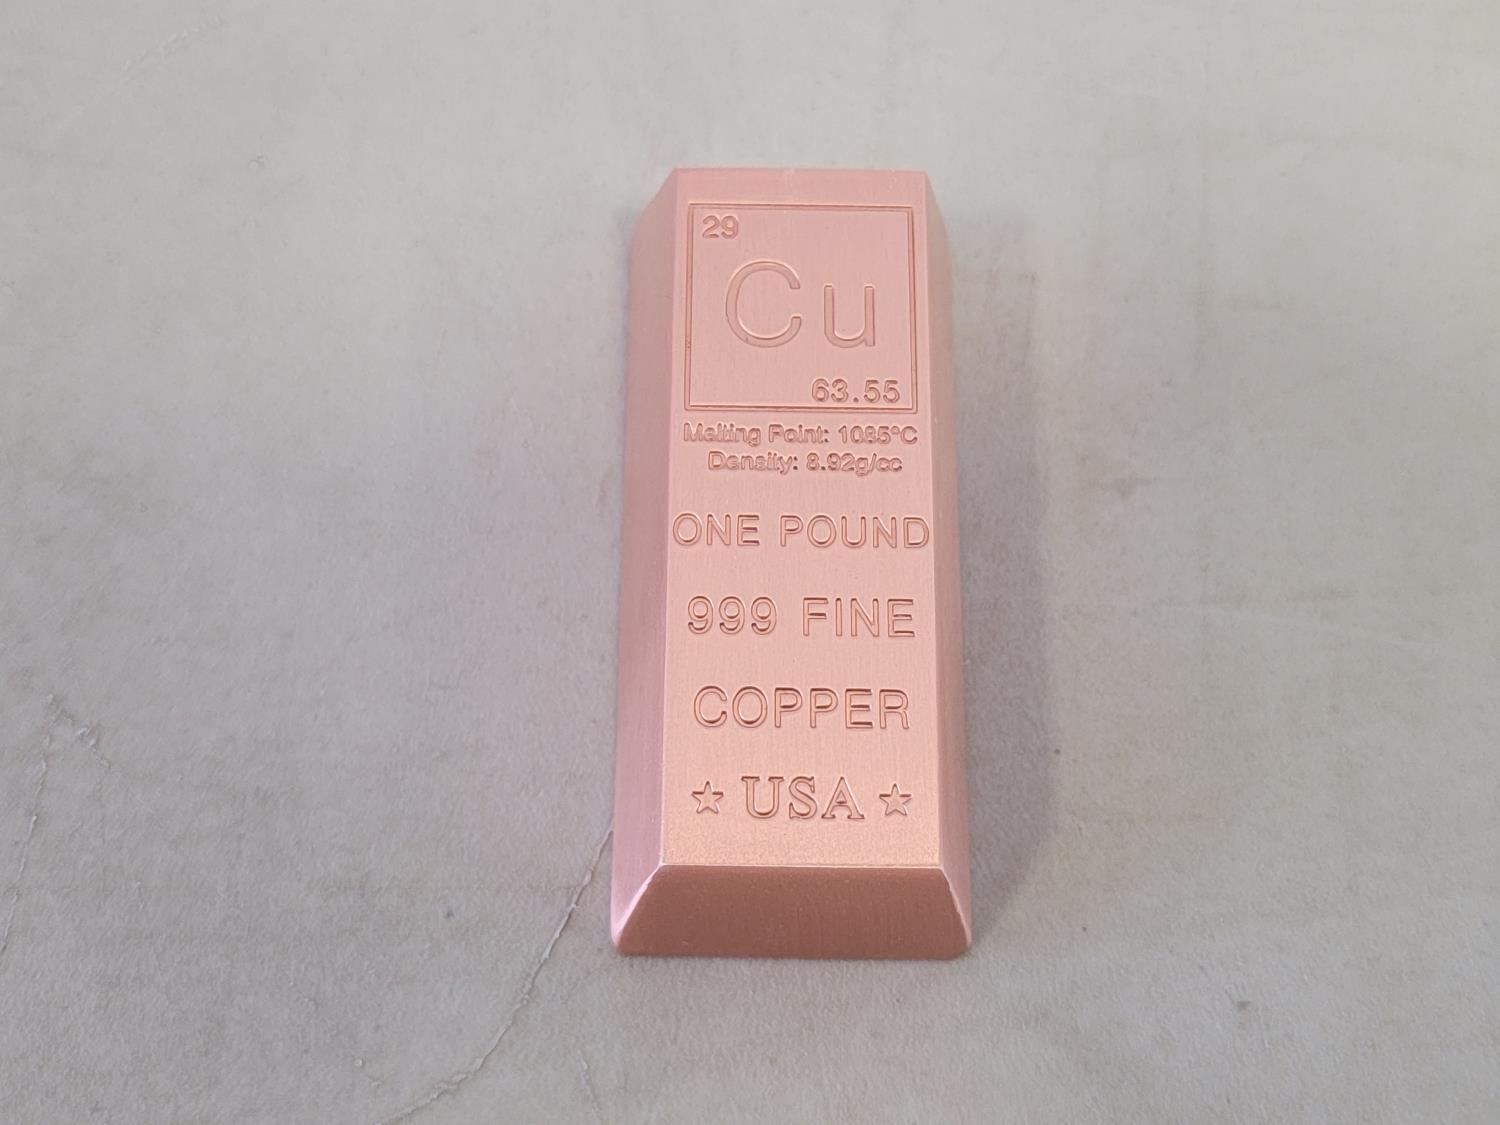 29
Cu
63.55
Melting Point: 1085°C
Density: 8.92g/cc
ONE POUND
999 FINE
COPPER
★ USA ★